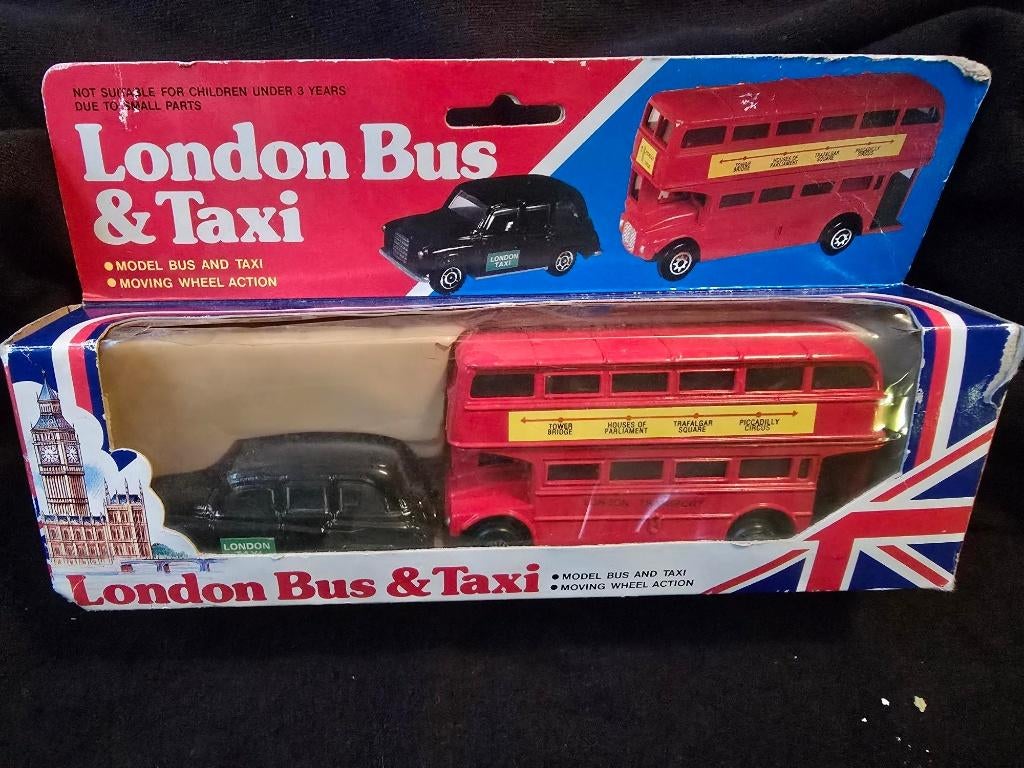 NOT SUITABLE FOR CHILDREN UNDER 3 YEARS
DUE TO SMALL PARTS
London Bus
& Taxi
• MODEL BUS AND TAXI
• MOVING WHEEL ACTION
LONDON
TAXI
TOWER BRIDGE HOUSES OF PARLIAMENT TRAFALGAR SQUARE PICCADILLY CIRCUS
TOWER BRIDGE HOUSES OF PARLIAMENT TRAFALGAR SQUARE PICCADILLY CIRCUS
LONDON
TAXI
London Bus & Taxi
• MODEL BUS AND TAXI
• MOVING WHEEL ACTION